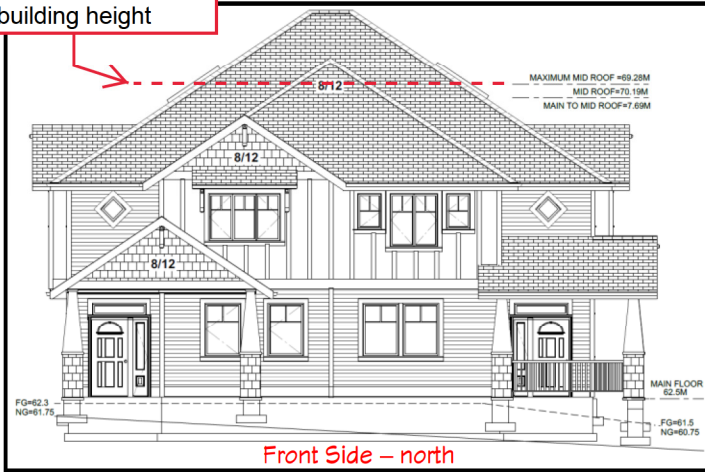 building height
8/12
MAXIMUM MID ROOF =69.28M
MID ROOF=70.19M
MAIN TO MID ROOF=7.69M
8/12
8/12
MAIN FLOOR
62.5M
FG=62.3
NG=61.75
FG=61.5
NG=60.75
Front Side – north